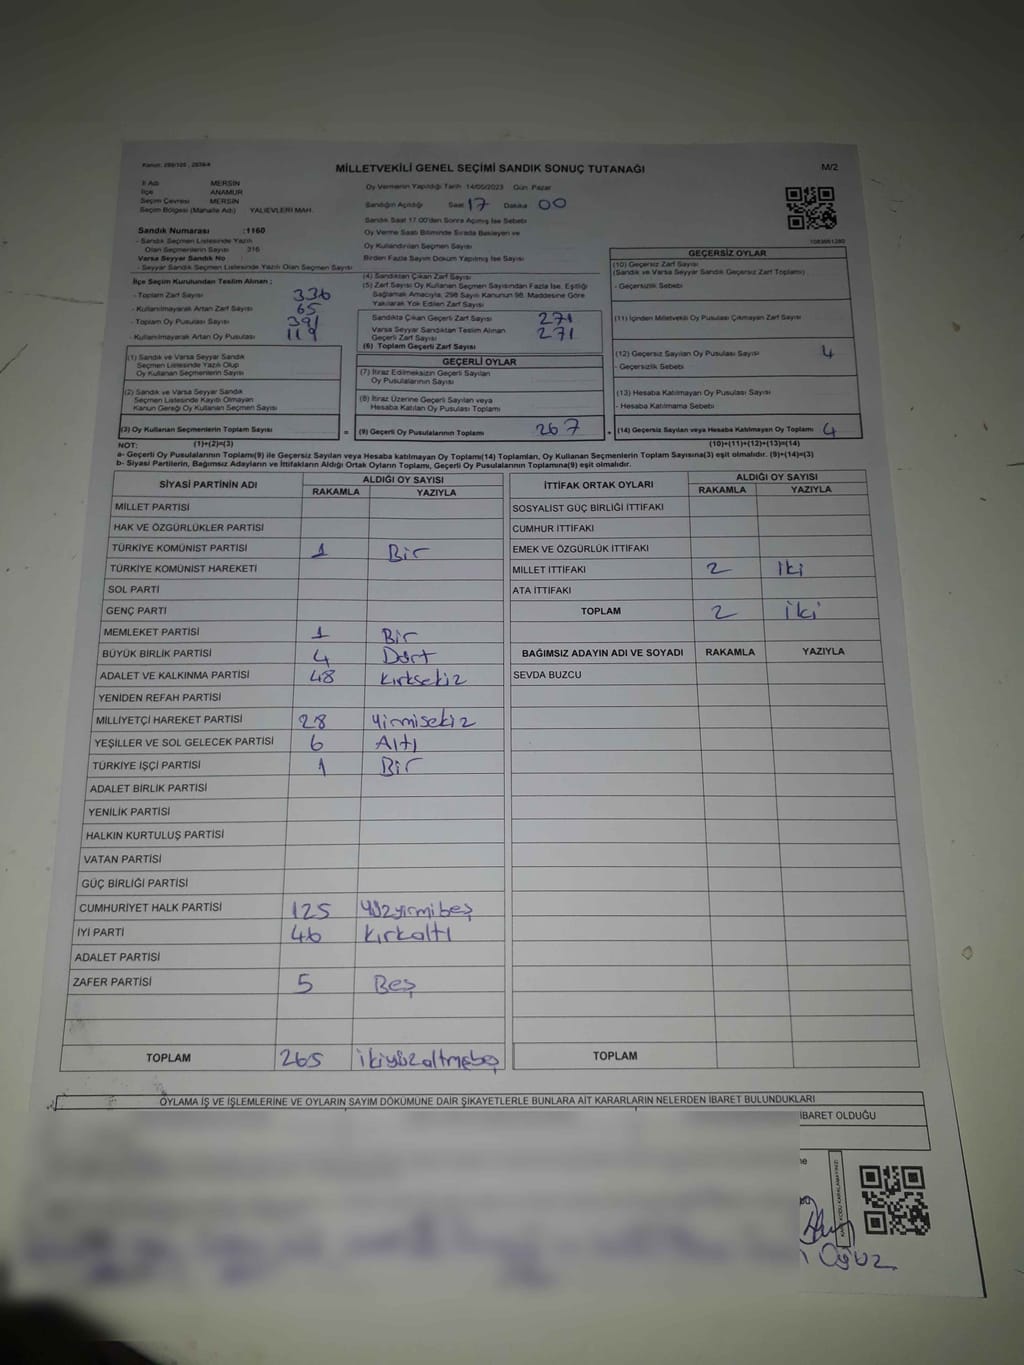 Kanun: 298/105 , 2839/4
MİLLETVEKİLİ GENEL SEÇİMİ SANDIK SONUÇ TUTANAĞI
M/2
İl Adı MERSİN
İlçe ANAMUR
Seçim Çevresi MERSİN
Seçim Bölgesi (Mahalle Adı) YALIEVLERİ MAH.
Sandık Numarası :1160
- Sandık Seçmen Listesinde Yazılı
Olan Seçmenlerin Sayısı 316
Varsa Seyyar Sandık No :
- Seyyar Sandık Seçmen Listesinde Yazılı Olan Seçmen Sayısı
Oy Vermenin Yapıldığı Tarih 14/05/2023 Gün Pazar
Sandığın Açıldığı Saat 17 Dakika 00
Sandık Saat 17.00'den Sonra Açılmış İse Sebebi
Oy Verme Saati Bitiminde Sırada Bekleyen ve
Oy Kullandırılan Seçmen Sayısı
Birden Fazla Sayım Döküm Yapılmış İse Sayısı
İlçe Seçim Kurulundan Teslim Alınan ;
- Toplam Zarf Sayısı 336
- Kullanılmayarak Artan Zarf Sayısı 65
- Toplam Oy Pusulası Sayısı 391
- Kullanılmayarak Artan Oy Pusulası 119
(1) Sandık ve Varsa Seyyar Sandık
Seçmen Listesinde Yazılı Olup
Oy Kullanan Seçmenlerin Sayısı
(2) Sandık ve Varsa Seyyar Sandık
Seçmen Listesinde Kayıtlı Olmayan
Kanun Gereği Oy Kullanan Seçmen Sayısı
(3) Oy Kullanan Seçmenlerin Toplam Sayısı
(4) Sandıktan Çıkan Zarf Sayısı
(5) Zarf Sayısı Oy Kullanan Seçmen Sayısından Fazla İse, Eşitliği
Sağlamak Amacıyla, 298 Sayılı Kanunun 98. Maddesine Göre
Yakılarak Yok Edilen Zarf Sayısı
Sandıkta Çıkan Geçerli Zarf Sayısı 271
Varsa Seyyar Sandıktan Teslim Alınan
Geçerli Zarf Sayısı 271
(6) Toplam Geçerli Zarf Sayısı
GEÇERLİ OYLAR
(7) İtiraz Edilmeksizin Geçerli Sayılan
Oy Pusulalarının Sayısı
(8) İtiraz Üzerine Geçerli Sayılan veya
Hesaba Katılan Oy Pusulası Toplamı
= (9) Geçerli Oy Pusulalarının Toplamı 267
1083651280
GEÇERSİZ OYLAR
(10) Geçersiz Zarf Sayısı
(Sandık ve Varsa Seyyar Sandık Geçersiz Zarf Toplamı)
- Geçersizlik Sebebi
(11) İçinden Milletvekili Oy Pusulası Çıkmayan Zarf Sayısı
(12) Geçersiz Sayılan Oy Pusulası Sayısı 4
- Geçersizlik Sebebi
(13) Hesaba Katılmayan Oy Pusulası Sayısı
- Hesaba Katılmama Sebebi
+ (14) Geçersiz Sayılan veya Hesaba Katılmayan Oy Toplamı 4
NOT: (1)+(2)=(3) (10)+(11)+(12)+(13)=(14)
a- Geçerli Oy Pusulalarının Toplamı(9) ile Geçersiz Sayılan veya Hesaba katılmayan Oy Toplamı(14) Toplamları, Oy Kullanan Seçmenlerin Toplam Sayısına(3) eşit olmalıdır. (9)+(14)=(3)
b- Siyasi Partilerin, Bağımsız Adayların ve İttifakların Aldığı Ortak Oyların Toplamı, Geçerli Oy Pusulalarının Toplamına(9) eşit olmalıdır.
SİYASİ PARTİNİN ADI ALDIĞI OY SAYISI
RAKAMLA YAZIYLA
MİLLET PARTİSİ
HAK VE ÖZGÜRLÜKLER PARTİSİ
TÜRKİYE KOMÜNİST PARTİSİ 1 Bir
TÜRKİYE KOMÜNİST HAREKETİ
SOL PARTİ
GENÇ PARTİ
MEMLEKET PARTİSİ 1 Bir
BÜYÜK BİRLİK PARTİSİ 4 Dört
ADALET VE KALKINMA PARTİSİ 48 Kırksekiz
YENİDEN REFAH PARTİSİ
MİLLİYETÇİ HAREKET PARTİSİ 28 Yirmisekiz
YEŞİLLER VE SOL GELECEK PARTİSİ 6 Altı
TÜRKİYE İŞÇİ PARTİSİ 1 Bir
ADALET BİRLİK PARTİSİ
YENİLİK PARTİSİ
HALKIN KURTULUŞ PARTİSİ
VATAN PARTİSİ
GÜÇ BİRLİĞİ PARTİSİ
CUMHURİYET HALK PARTİSİ 125 Yüzyirmibeş
İYİ PARTİ 46 Kırkaltı
ADALET PARTİSİ
ZAFER PARTİSİ 5 Beş
TOPLAM 265 ikiyüzaltmışbeş
İTTİFAK ORTAK OYLARI ALDIĞI OY SAYISI
RAKAMLA YAZIYLA
SOSYALİST GÜÇ BİRLİĞİ İTTİFAKI
CUMHUR İTTİFAKI
EMEK VE ÖZGÜRLÜK İTTİFAKI
MİLLET İTTİFAKI 2 iki
ATA İTTİFAKI
TOPLAM 2 iki
BAĞIMSIZ ADAYIN ADI VE SOYADI RAKAMLA YAZIYLA
SEVDA BUZCU
TOPLAM
OYLAMA İŞ VE İŞLEMLERİNE VE OYLARIN SAYIM DÖKÜMÜNE DAİR ŞİKAYETLERLE BUNLARA AİT KARARLARIN NELERDEN İBARET BULUNDUKLARI
İBARET OLDUĞU
Oğuz